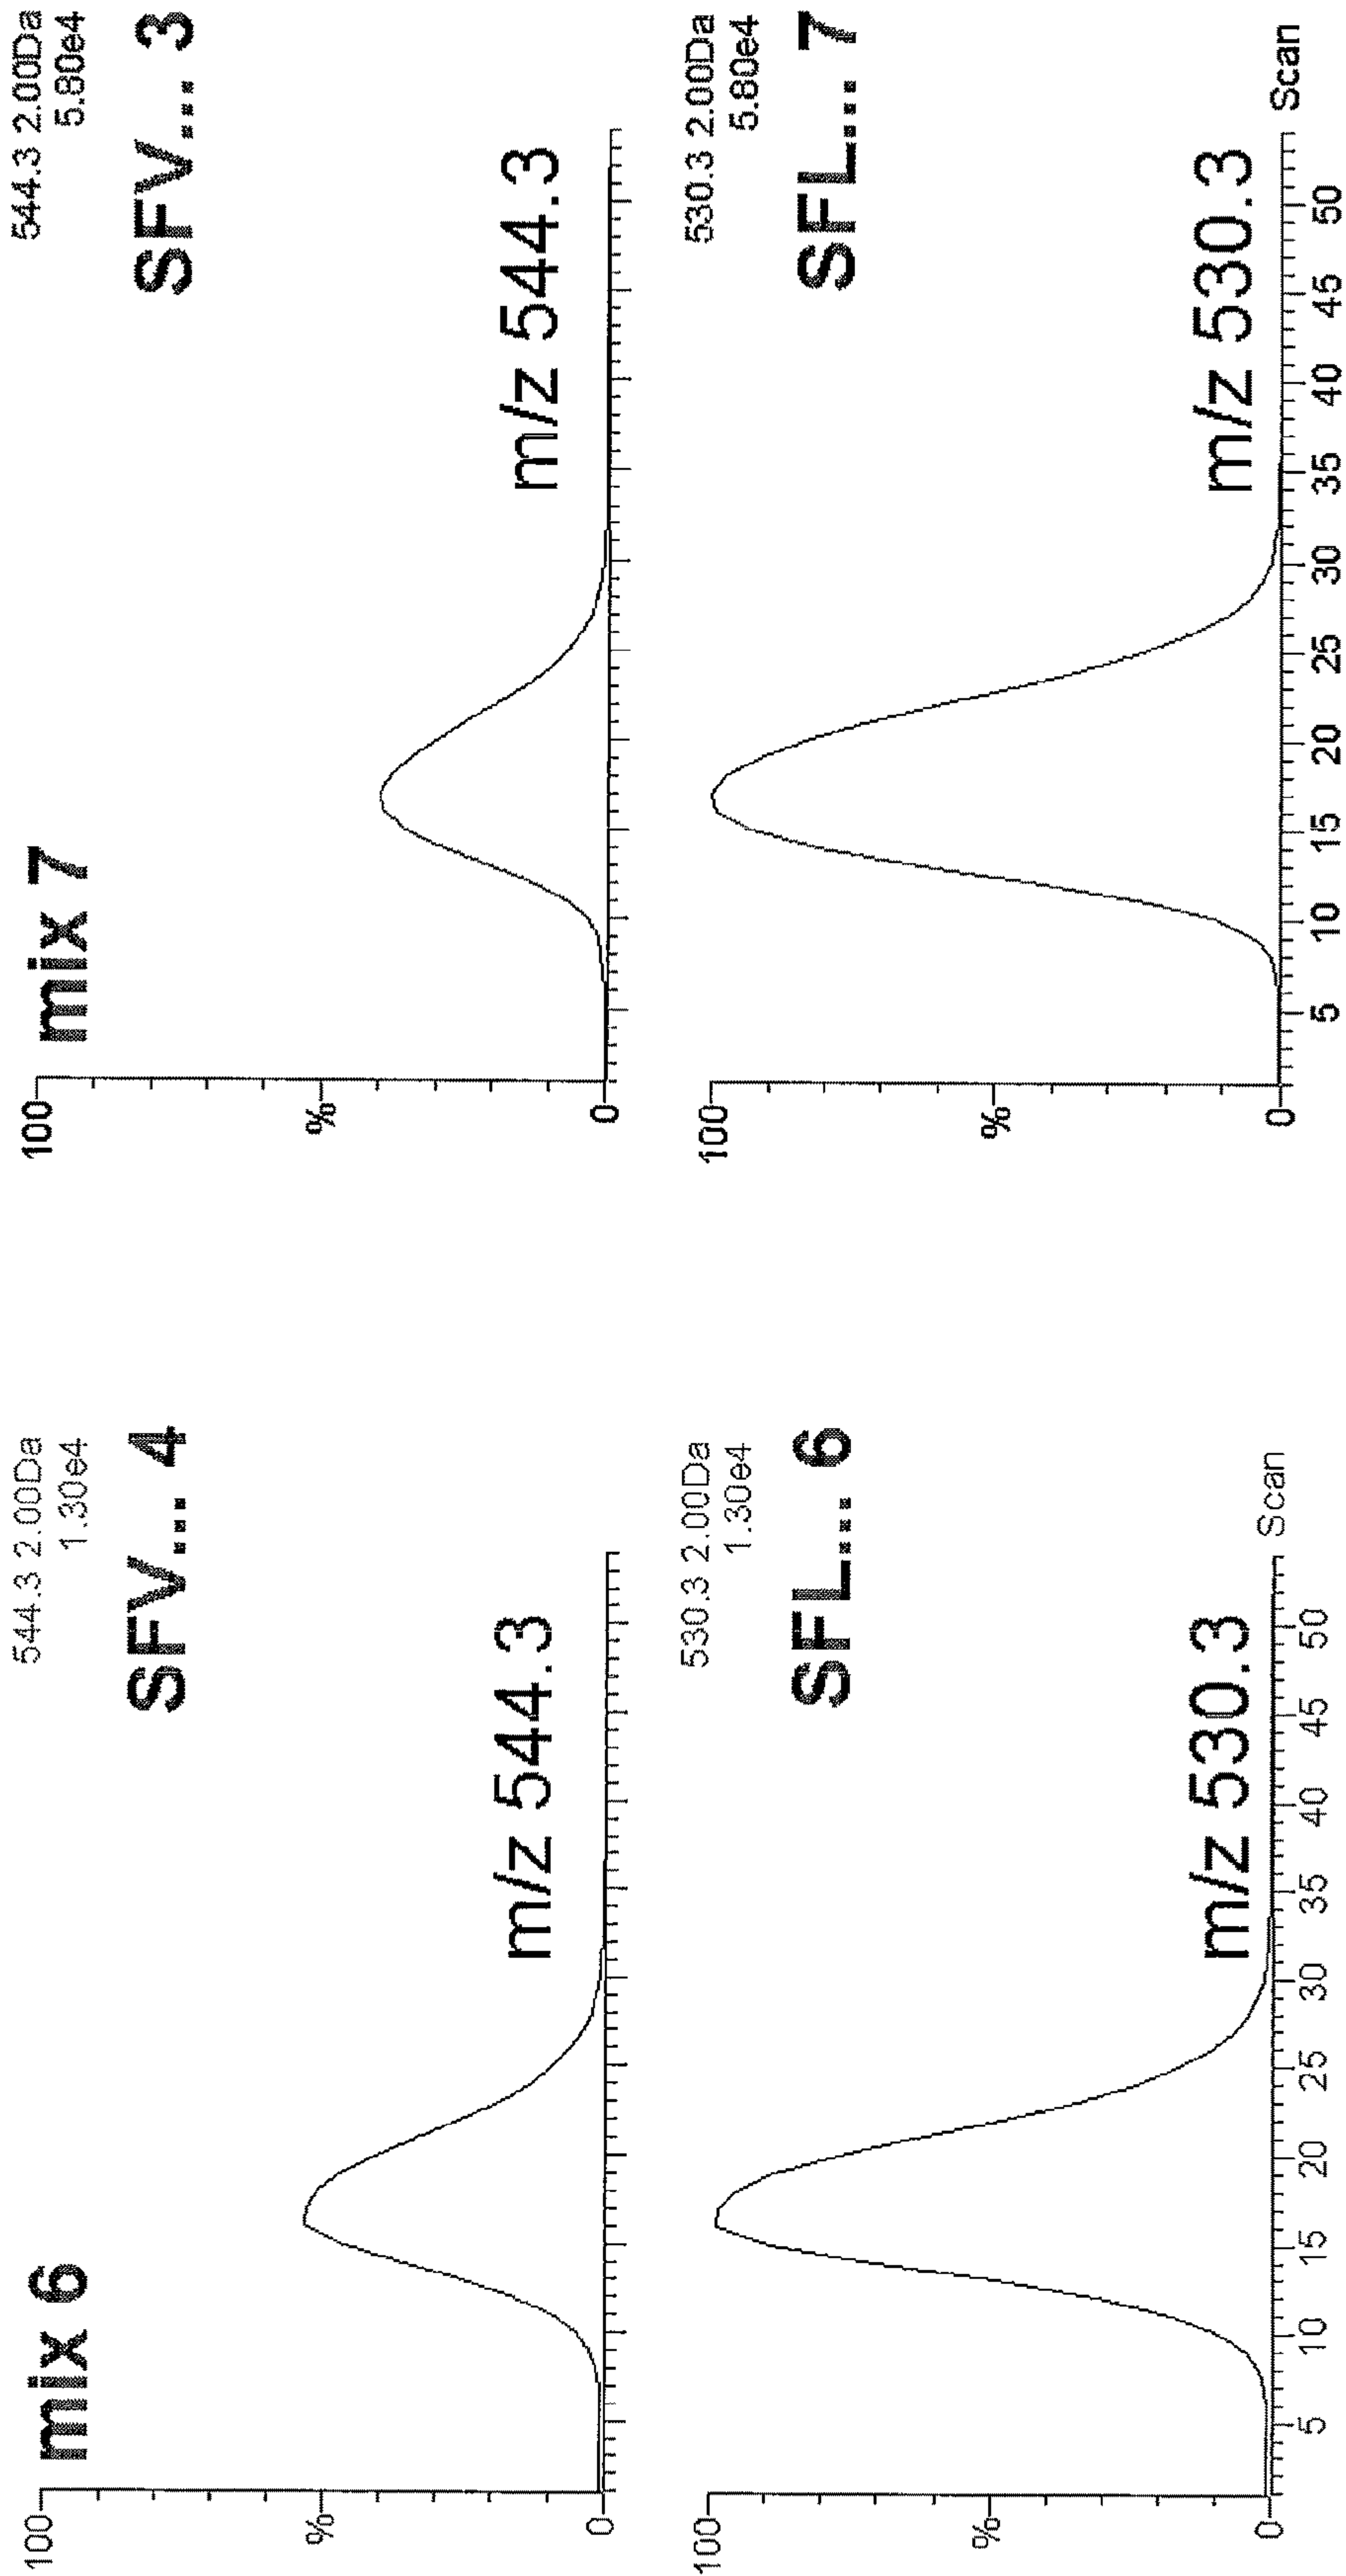 mix 6
544.3 2.00Da
1.30e4
SFV... 4
100
%
0
m/z 544.3
530.3 2.00Da
1.30e4
SFL... 6
100
%
0
m/z 530.3
5 10 15 20 25 30 35 40 45 50
Scan
mix 7
544.3 2.00Da
5.80e4
SFV... 3
100
%
0
m/z 544.3
530.3 2.00Da
5.80e4
SFL... 7
100
%
0
m/z 530.3
5 10 15 20 25 30 35 40 45 50
Scan